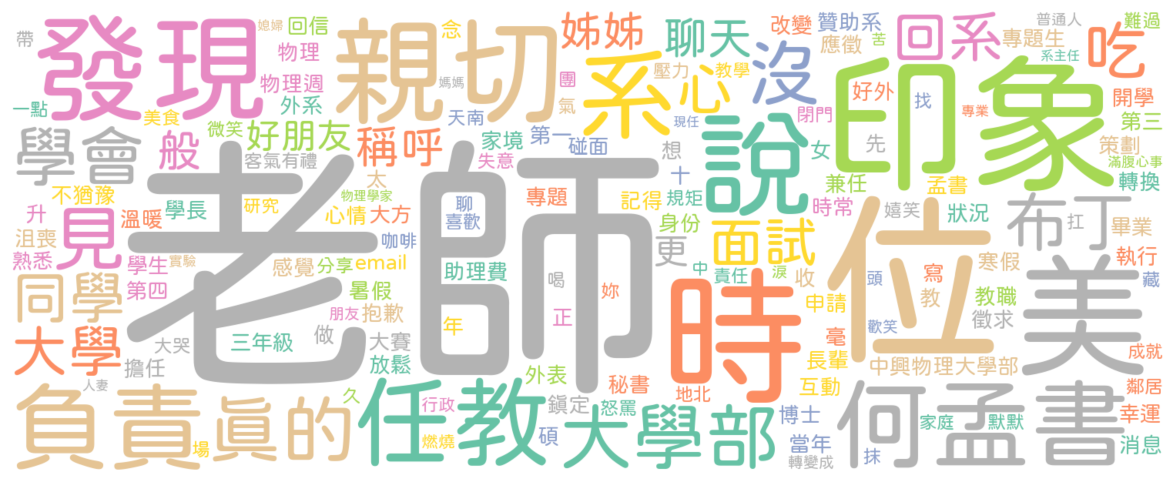 帶
媳婦
回信
念
姊姊
聊天
改變
贊助系
回系
普通人
難過
發現
物理
親切
系
心
沒
應徵
苦
專題生
吃
系主任
物理週
媽媽
團
壓力
教學
印象
一點
美食
外系
氣
好外
找
專業
開學
學會
微笑
好朋友
天南
第一
碰面
現任
閉門
先
第三
般
稱呼
家境
想
說
女
策劃
客氣有禮
失意
滿腹心事
不猶豫
太
物理學家
專題
十
兼任
孟書
轉換
老師
記得
規矩
升
見
溫暖
學長
研究
心情
大方
聊
喜歡
身份
時常
嬉笑
狀況
布丁
扛
畢業
沮喪
面試
位
熟悉
學生
實驗
感覺
分享
email
咖啡
助理費
更
中
責任
淚
收
頭
寫
寒假
執行
同學
第四
暑假
喝
妳
時
申請
教
教職
藏
美
朋友
抱歉
年
正
毫
歡笑
徵求
大學
大哭
三年級
做
大賽
放鬆
長輩
中興物理大學部
成就
擔任
人妻
外表
秘書
地北
互動
鄰居
負責
真的
久
任教
行政
怒罵
鎮定
大學部
博士
何孟書
家庭
默默
幸運
場
燃燒
碩
當年
轉變成
抹
消息